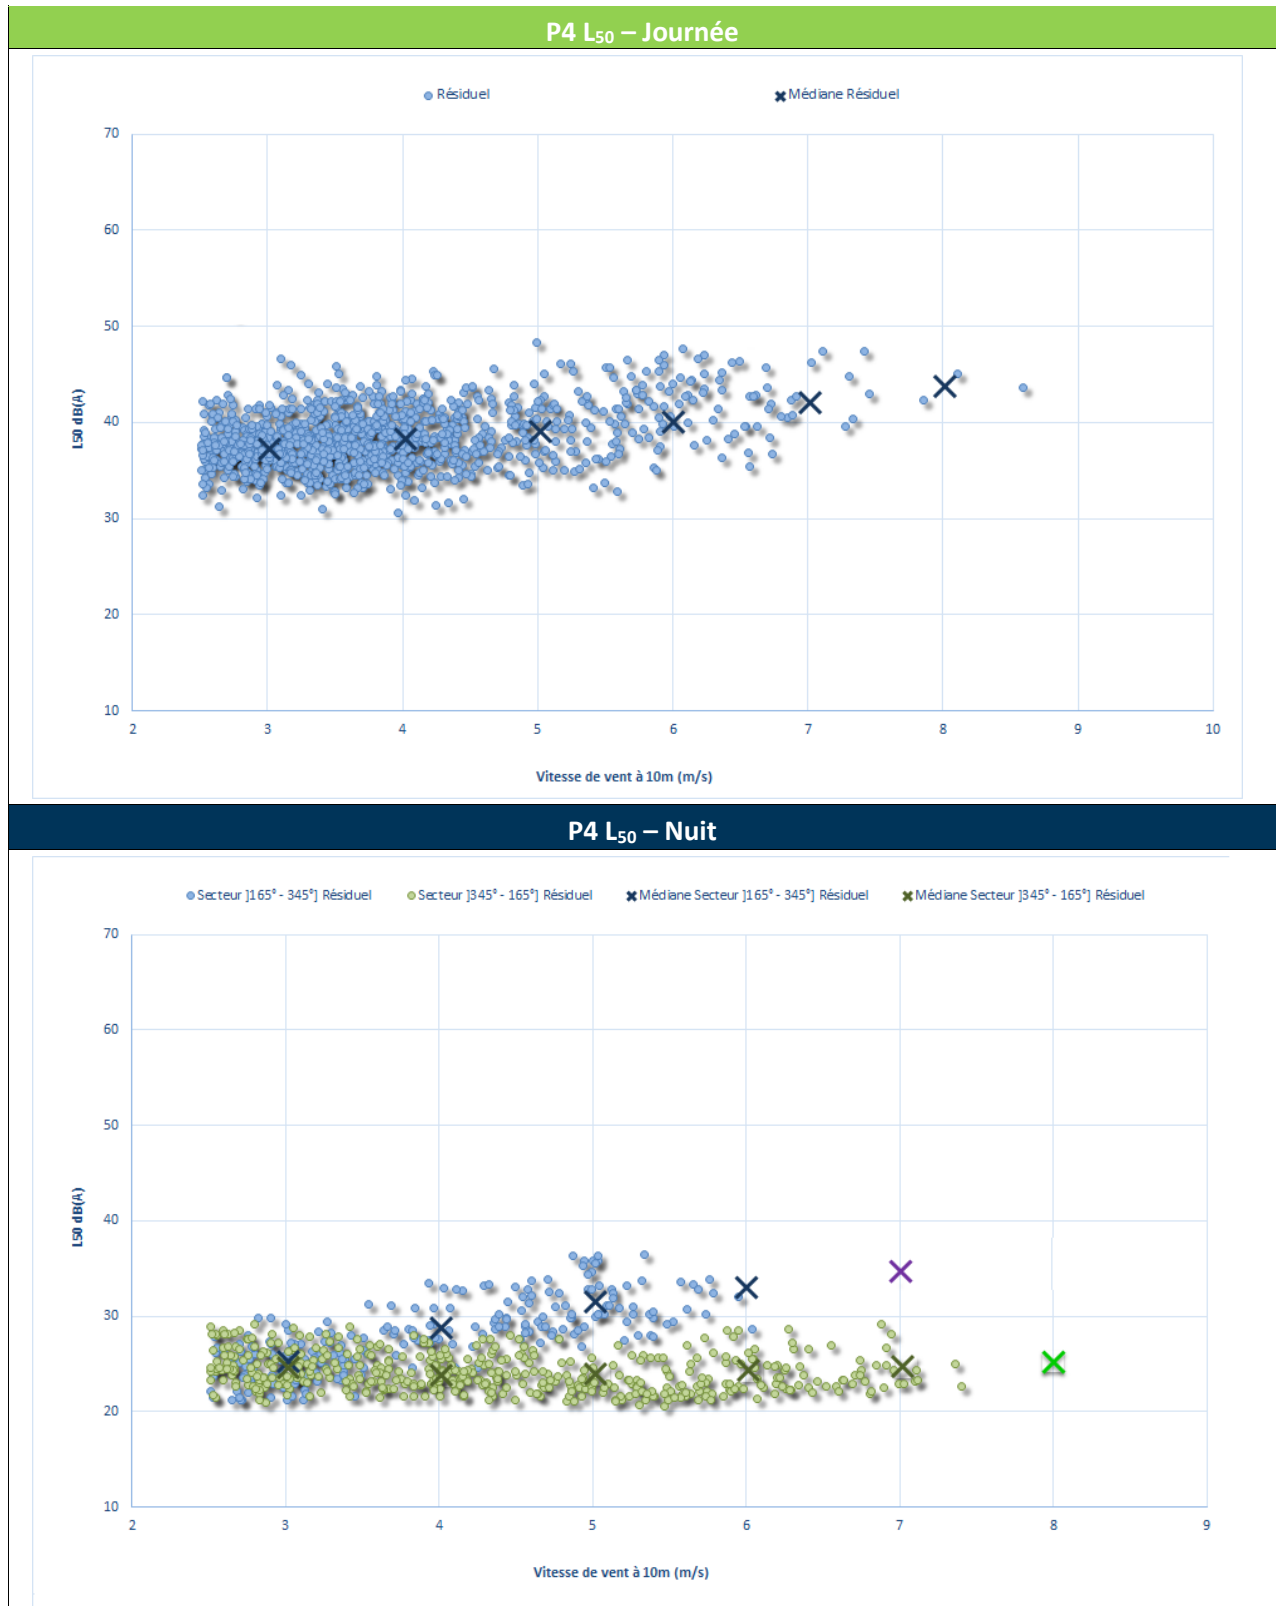 P4 L50 – Journée
Résiduel
Médiane Résiduel
70
60
50
40
30
20
10
L50 dB(A)
2 3 4 5 6 7 8 9 10
Vitesse de vent à 10m (m/s)
P4 L50 – Nuit
Secteur ]165° - 345°] Résiduel
Secteur ]345° - 165°] Résiduel
Médiane Secteur ]165° - 345°] Résiduel
Médiane Secteur ]345° - 165°] Résiduel
70
60
50
40
30
20
10
L50 dB(A)
2 3 4 5 6 7 8 9
Vitesse de vent à 10m (m/s)